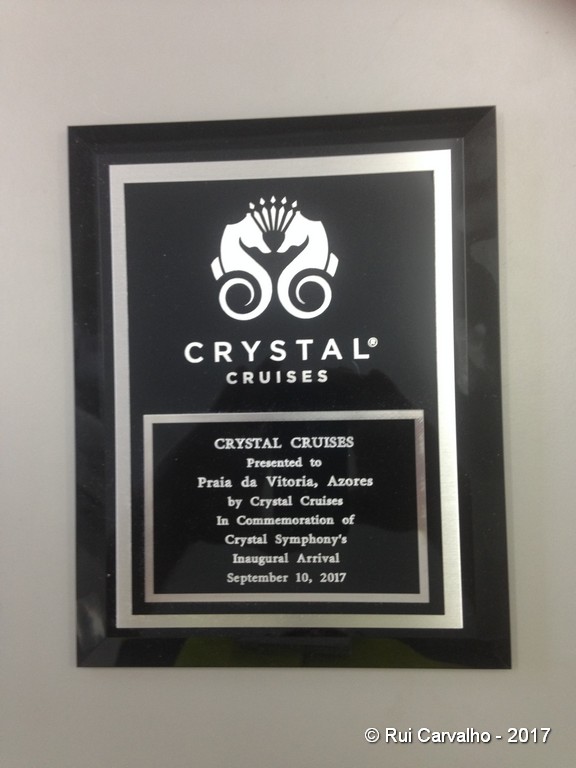 CRYSTAL®
CRUISES
CRYSTAL CRUISES
Presented to
Praia da Vitoria, Azores
by Crystal Cruises
In Commemoration of
Crystal Symphony's
Inaugural Arrival
September 10, 2017
© Rui Carvalho - 2017